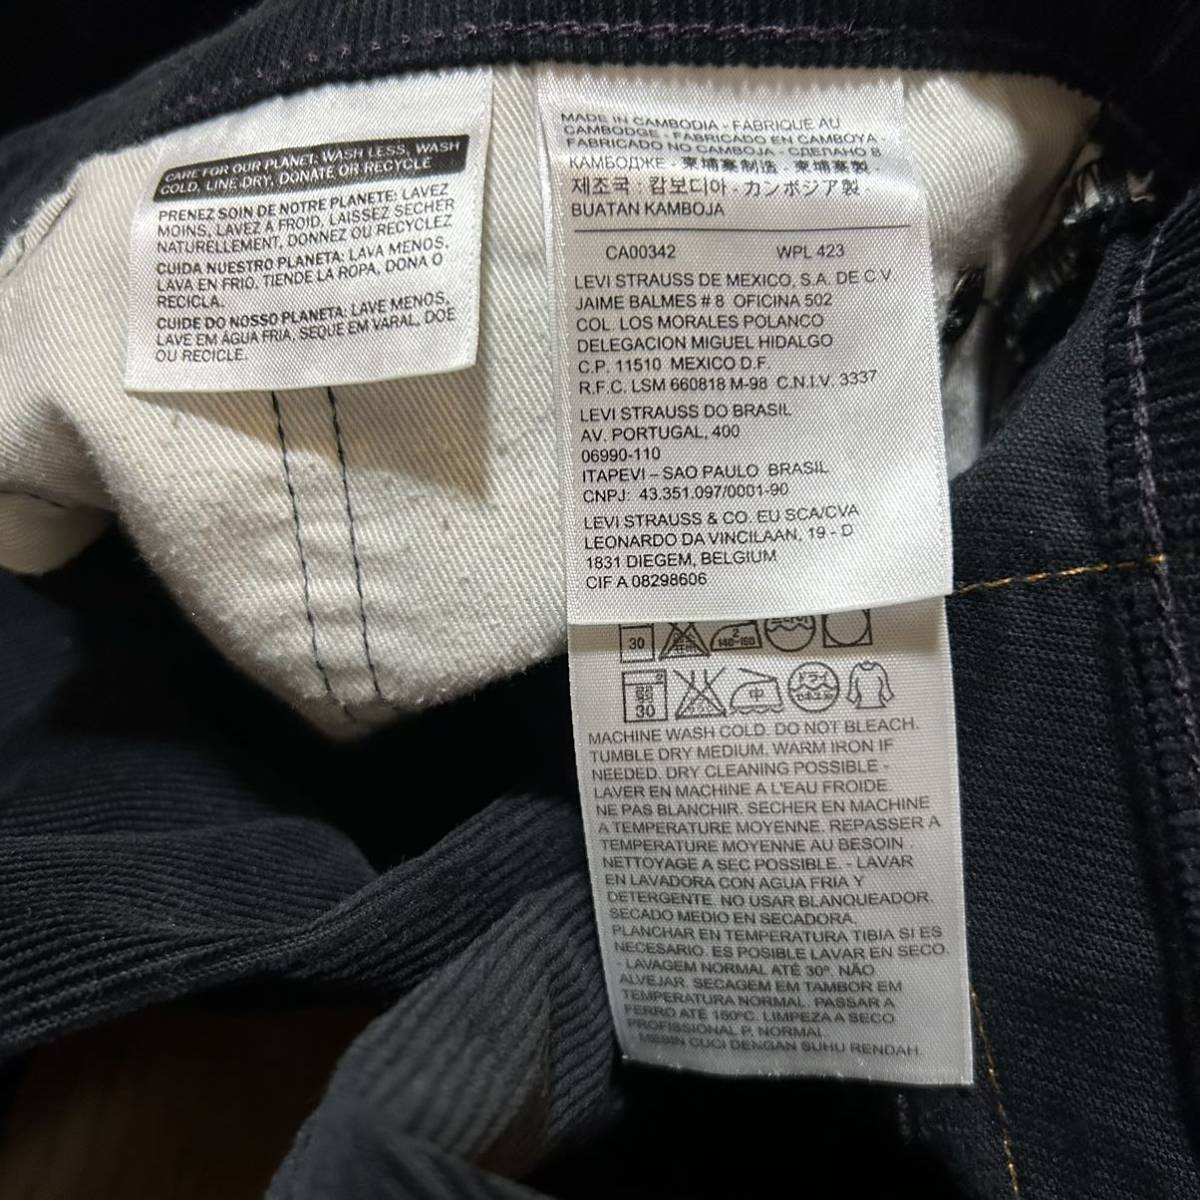 CARE FOR OUR PLANET: WASH LESS, WASH
COLD, LINE DRY, DONATE OR RECYCLE
PRENEZ SOIN DE NOTRE PLANETE: LAVEZ
MOINS, LAVEZ À FROID, LAISSEZ SECHER
NATURELLEMENT, DONNEZ OU RECYCLEZ
CUIDA NUESTRO PLANETA: LAVA MENOS,
LAVA EN FRIO, TIENDE LA ROPA, DONA O
RECICLA.
CUIDE DO NOSSO PLANETA: LAVE MENOS,
LAVE EM ÁGUA FRIA, SEQUE EM VARAL, DOE
OU RECICLE.
MADE IN CAMBODIA - FABRIQUE AU
CAMBODGE - FABRICADO EN CAMBOYA -
FABRICADO NO CAMBOJA - СДЕЛАНО В
КАМБОДЖЕ - 柬埔寨制造 - 柬埔寨製 -
제조국 : 캄보디아 - カンボジア製 -
BUATAN KAMBOJA
CA00342 WPL 423
LEVI STRAUSS DE MEXICO, S.A. DE C V
JAIME BALMES # 8 OFICINA 502
COL. LOS MORALES POLANCO
DELEGACION MIGUEL HIDALGO
C.P. 11510 MEXICO D.F.
R.F.C. LSM 660818 M-98 C.N.I.V. 3337
LEVI STRAUSS DO BRASIL
AV. PORTUGAL, 400
06990-110
ITAPEVI – SAO PAULO BRASIL
CNPJ: 43.351.097/0001-90
LEVI STRAUSS & CO. EU SCA/CVA
LEONARDO DA VINCILAAN, 19 - D
1831 DIEGEM, BELGIUM
CIF A 08298606
30 2 140-160
30 中
MACHINE WASH COLD. DO NOT BLEACH.
TUMBLE DRY MEDIUM. WARM IRON IF
NEEDED. DRY CLEANING POSSIBLE -
LAVER EN MACHINE A L'EAU FROIDE.
NE PAS BLANCHIR. SECHER EN MACHINE
A TEMPERATURE MOYENNE. REPASSER A
TEMPERATURE MOYENNE AU BESOIN.
NETTOYAGE A SEC POSSIBLE. - LAVAR
EN LAVADORA CON AGUA FRIA Y
DETERGENTE. NO USAR BLANQUEADOR.
SECADO MEDIO EN SECADORA.
PLANCHAR EN TEMPERATURA TIBIA SI ES
NECESARIO. ES POSIBLE LAVAR EN SECO.
- LAVAGEM NORMAL ATÉ 30º. NÃO
ALVEJAR. SECAGEM EM TAMBOR EM
TEMPERATURA NORMAL. PASSAR A
FERRO ATÉ 150ºC. LIMPEZA A SECO
PROFISSIONAL P. NORMAL
MESIN CUCI DENGAN SUHU RENDAH.